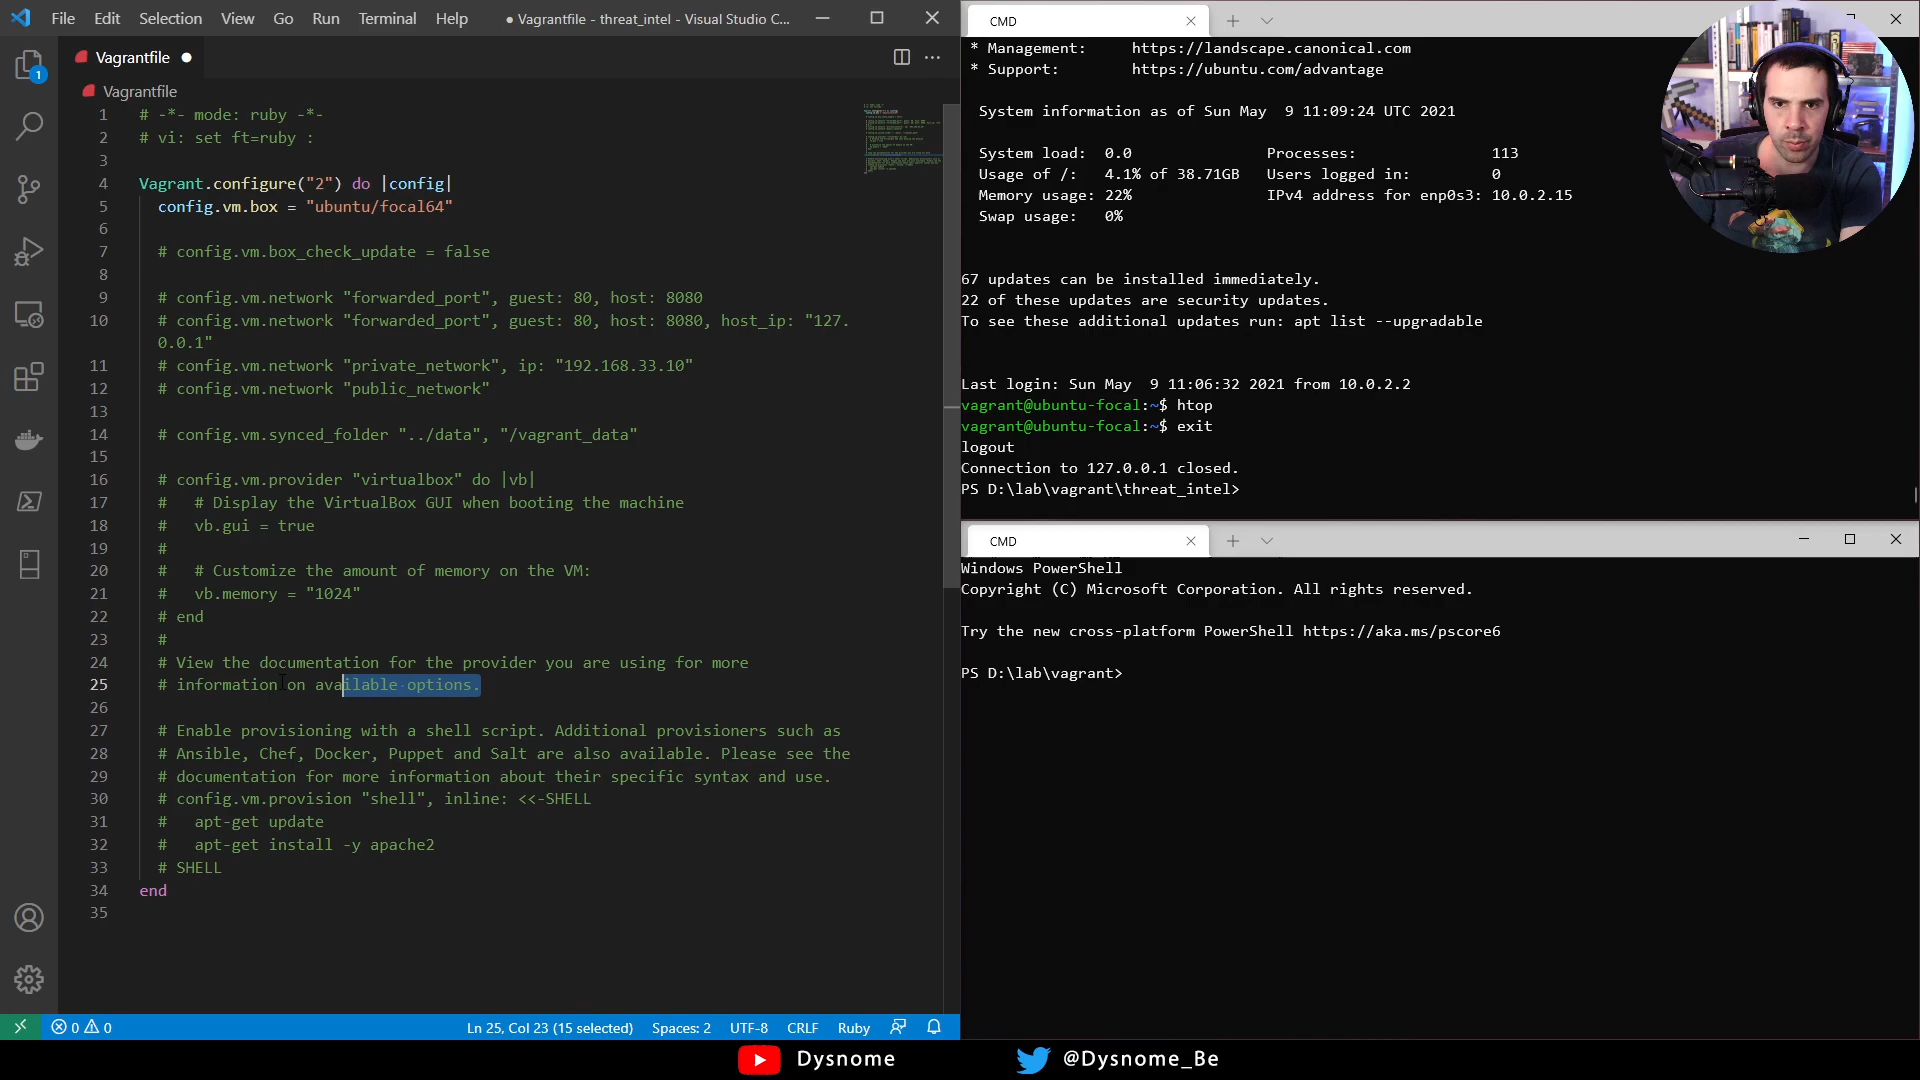 File Edit Selection View Go Run Terminal Help
● Vagrantfile - threat_intel - Visual Studio C...
1
Vagrantfile ●
Vagrantfile
1 # -*- mode: ruby -*-
2 # vi: set ft=ruby :
3
4 Vagrant.configure("2") do |config|
5 config.vm.box = "ubuntu/focal64"
6
7 # config.vm.box_check_update = false
8
9 # config.vm.network "forwarded_port", guest: 80, host: 8080
10 # config.vm.network "forwarded_port", guest: 80, host: 8080, host_ip: "127.
0.0.1"
11 # config.vm.network "private_network", ip: "192.168.33.10"
12 # config.vm.network "public_network"
13
14 # config.vm.synced_folder "../data", "/vagrant_data"
15
16 # config.vm.provider "virtualbox" do |vb|
17 #   # Display the VirtualBox GUI when booting the machine
18 #   vb.gui = true
19 #
20 #   # Customize the amount of memory on the VM:
21 #   vb.memory = "1024"
22 # end
23 #
24 # View the documentation for the provider you are using for more
25 # information on available options.
26
27 # Enable provisioning with a shell script. Additional provisioners such as
28 # Ansible, Chef, Docker, Puppet and Salt are also available. Please see the
29 # documentation for more information about their specific syntax and use.
30 # config.vm.provision "shell", inline: <<-SHELL
31 #   apt-get update
32 #   apt-get install -y apache2
33 # SHELL
34 end
35
0 0
Ln 25, Col 23 (15 selected) Spaces: 2 UTF-8 CRLF Ruby
CMD
* Management: https://landscape.canonical.com
* Support: https://ubuntu.com/advantage
System information as of Sun May  9 11:09:24 UTC 2021
System load: 0.0 Processes: 113
Usage of /: 4.1% of 38.71GB Users logged in: 0
Memory usage: 22% IPv4 address for enp0s3: 10.0.2.15
Swap usage: 0%
67 updates can be installed immediately.
22 of these updates are security updates.
To see these additional updates run: apt list --upgradable
Last login: Sun May  9 11:06:32 2021 from 10.0.2.2
vagrant@ubuntu-focal:~$ htop
vagrant@ubuntu-focal:~$ exit
logout
Connection to 127.0.0.1 closed.
PS D:\lab\vagrant\threat_intel>
CMD
Windows PowerShell
Copyright (C) Microsoft Corporation. All rights reserved.
Try the new cross-platform PowerShell https://aka.ms/pscore6
PS D:\lab\vagrant>
Dysnome
@Dysnome_Be